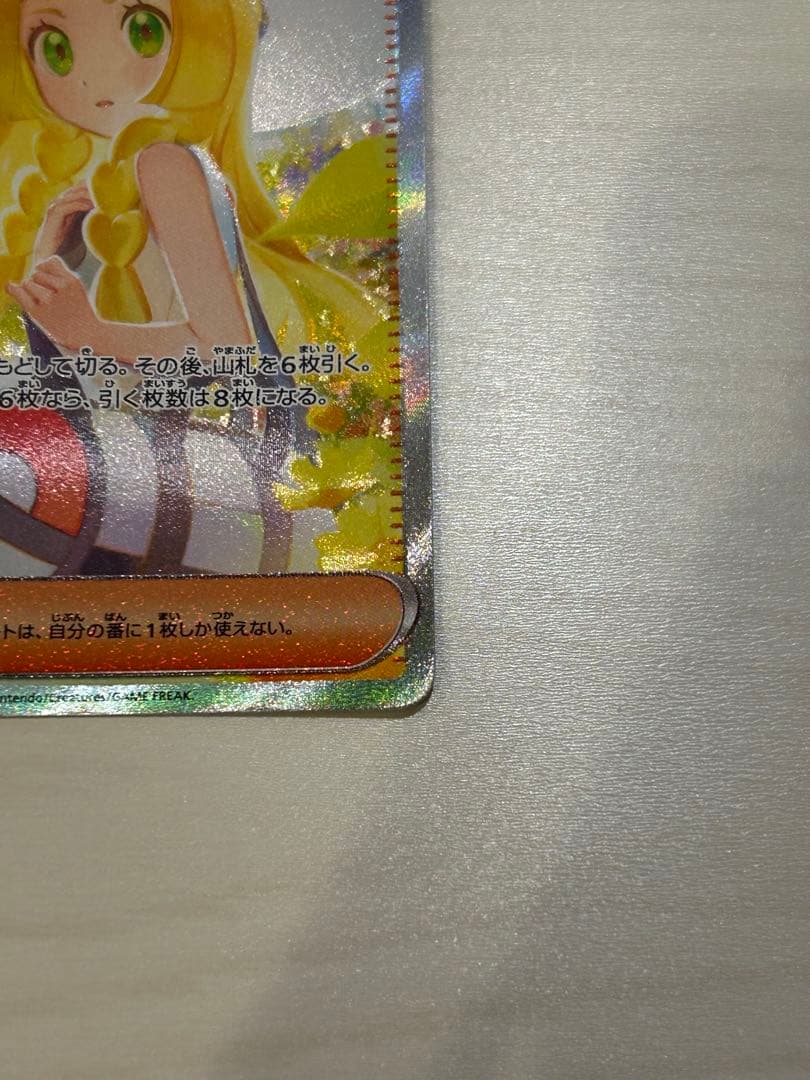 もどして切る。その後、山札を6枚引く。
6枚なら、引く枚数は8枚になる。
トは、自分の番に1枚しか使えない。
ntendo/Creatures/GAME FREAK.